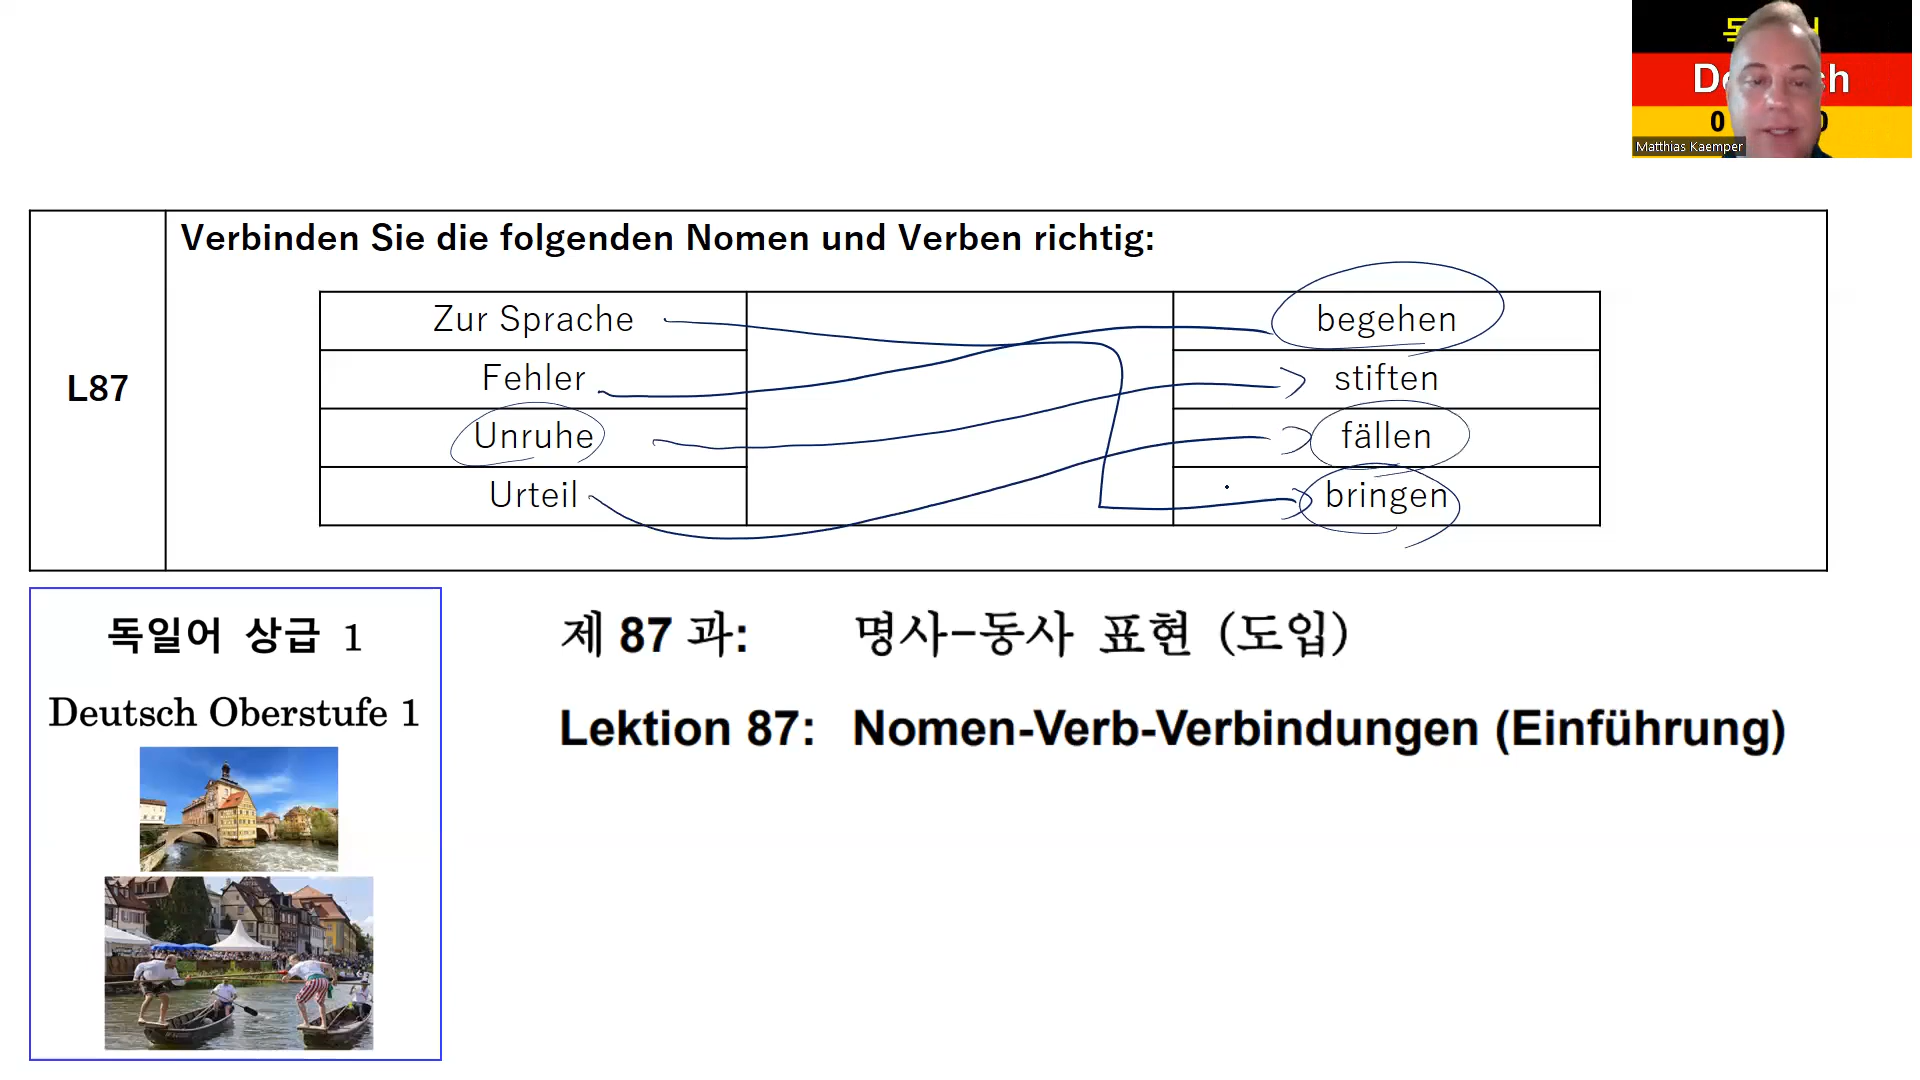 Deutsch
Matthias Kaemper
L87
Verbinden Sie die folgenden Nomen und Verben richtig:
Zur Sprache
begehen
Fehler
stiften
Unruhe
fällen
Urteil
bringen
독일어 상급 1
Deutsch Oberstufe 1
제 87 과: 명사-동사 표현 (도입)
Lektion 87: Nomen-Verb-Verbindungen (Einführung)